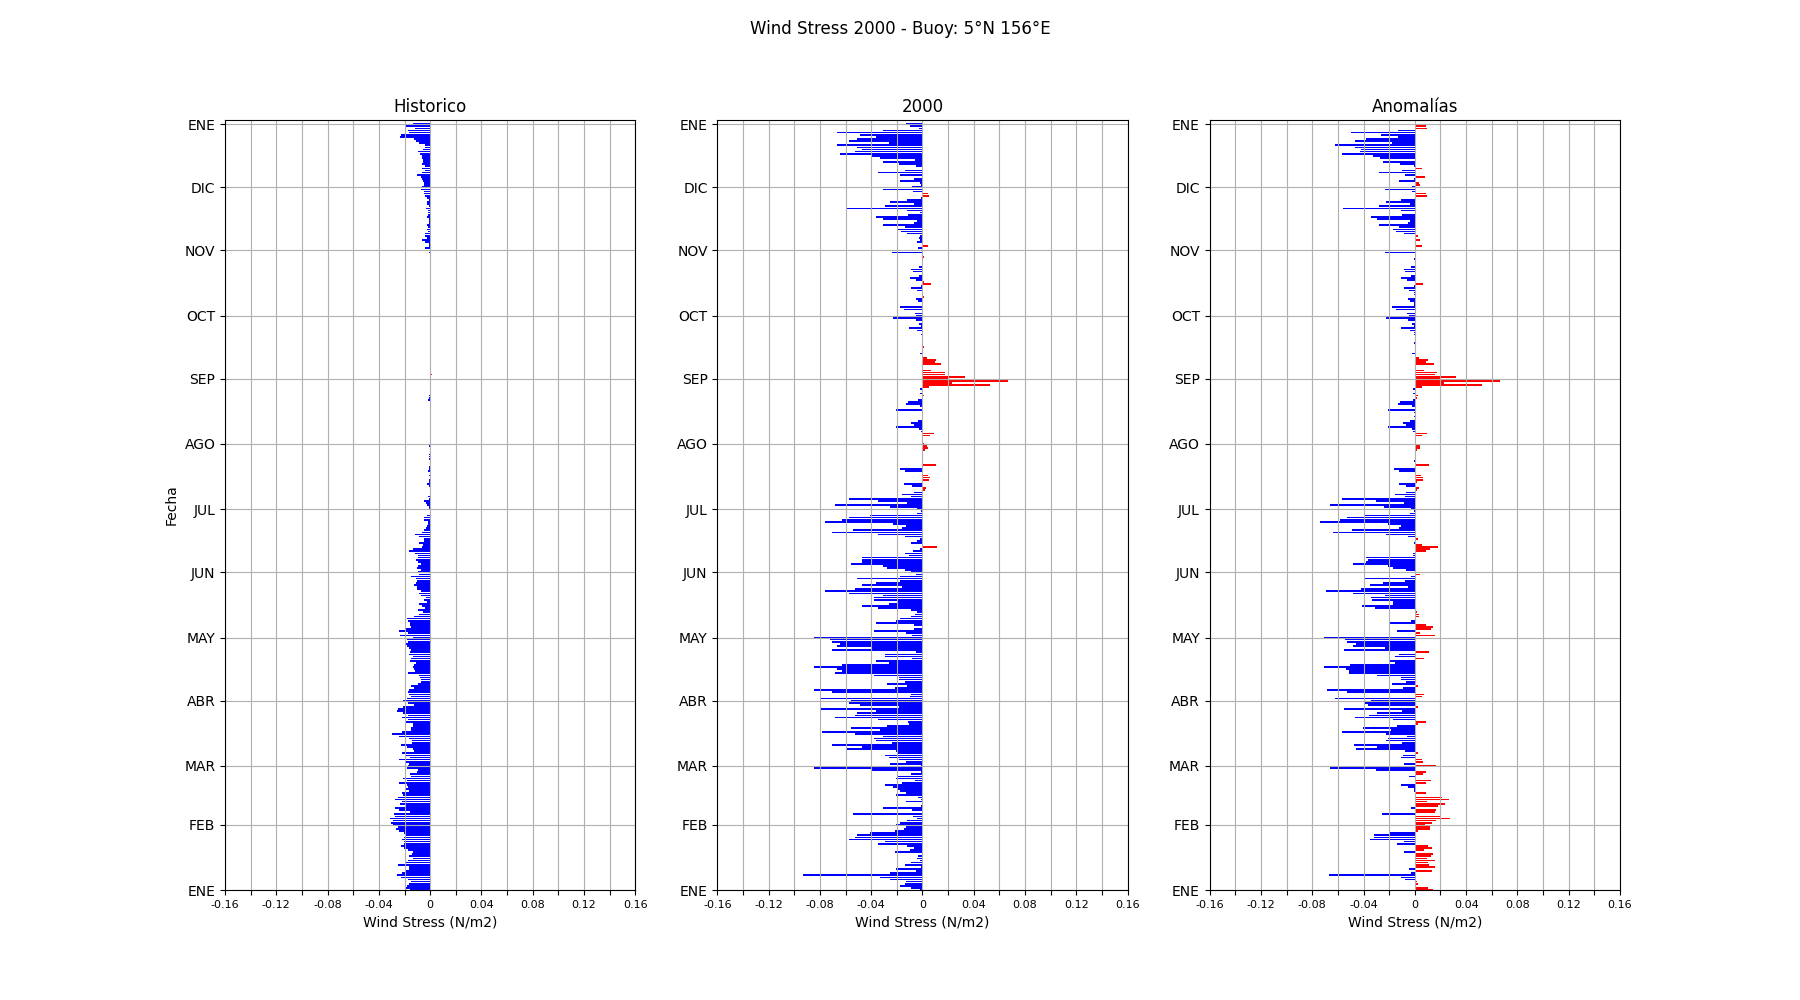 Wind Stress 2000 - Buoy: 5°N 156°E
Historico
2000
Anomalías
Fecha
ENE
DIC
NOV
OCT
SEP
AGO
JUL
JUN
MAY
ABR
MAR
FEB
ENE
-0.16 -0.12 -0.08 -0.04 0 0.04 0.08 0.12 0.16
Wind Stress (N/m2)
ENE
DIC
NOV
OCT
SEP
AGO
JUL
JUN
MAY
ABR
MAR
FEB
ENE
-0.16 -0.12 -0.08 -0.04 0 0.04 0.08 0.12 0.16
Wind Stress (N/m2)
ENE
DIC
NOV
OCT
SEP
AGO
JUL
JUN
MAY
ABR
MAR
FEB
ENE
-0.16 -0.12 -0.08 -0.04 0 0.04 0.08 0.12 0.16
Wind Stress (N/m2)